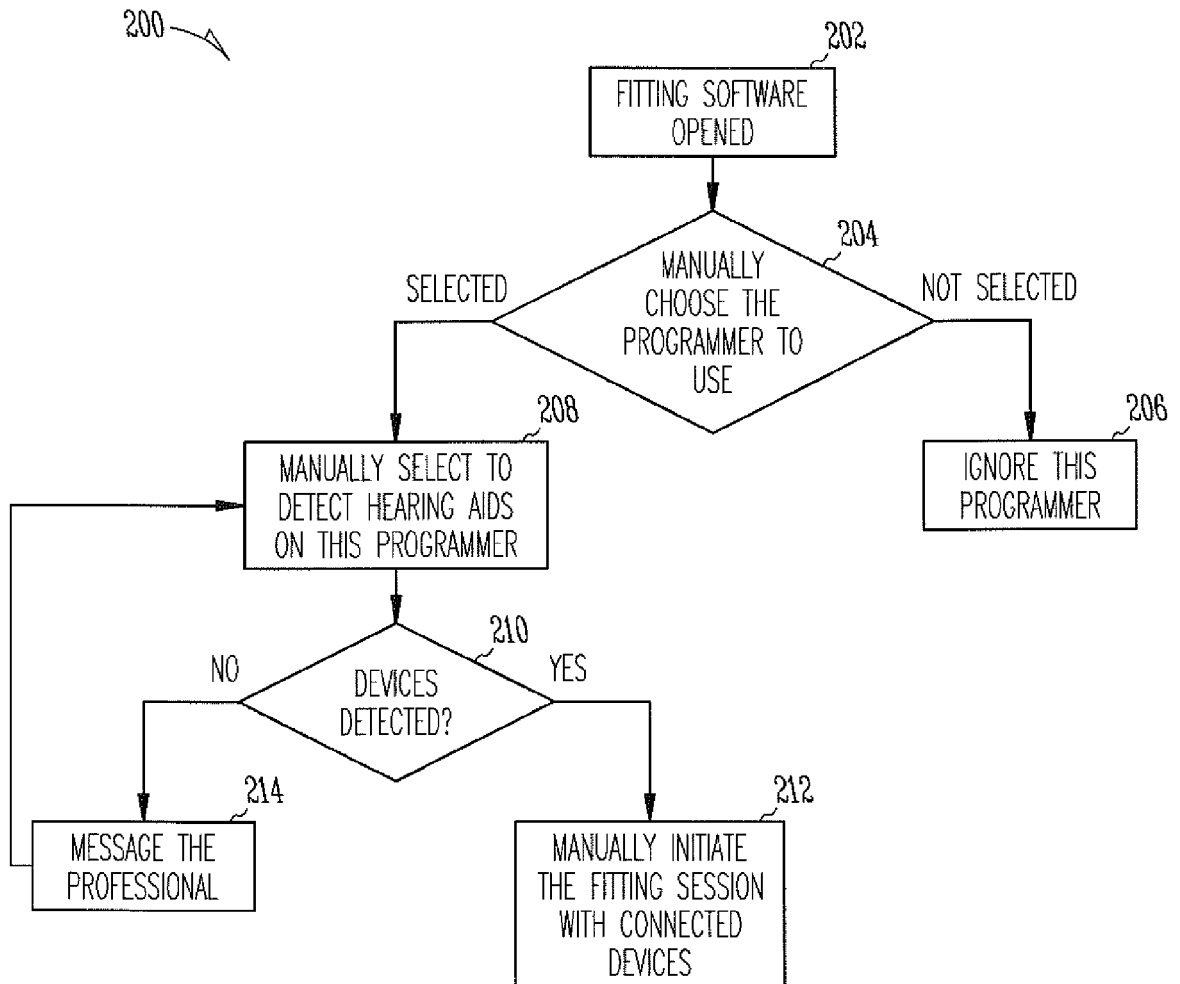 200
202
FITTING SOFTWARE
OPENED
204
MANUALLY
CHOOSE THE
PROGRAMMER TO
USE
SELECTED
NOT SELECTED
206
IGNORE THIS
PROGRAMMER
208
MANUALLY SELECT TO
DETECT HEARING AIDS
ON THIS PROGRAMMER
210
DEVICES
DETECTED?
NO
YES
214
MESSAGE THE
PROFESSIONAL
212
MANUALLY INITIATE
THE FITTING SESSION
WITH CONNECTED
DEVICES